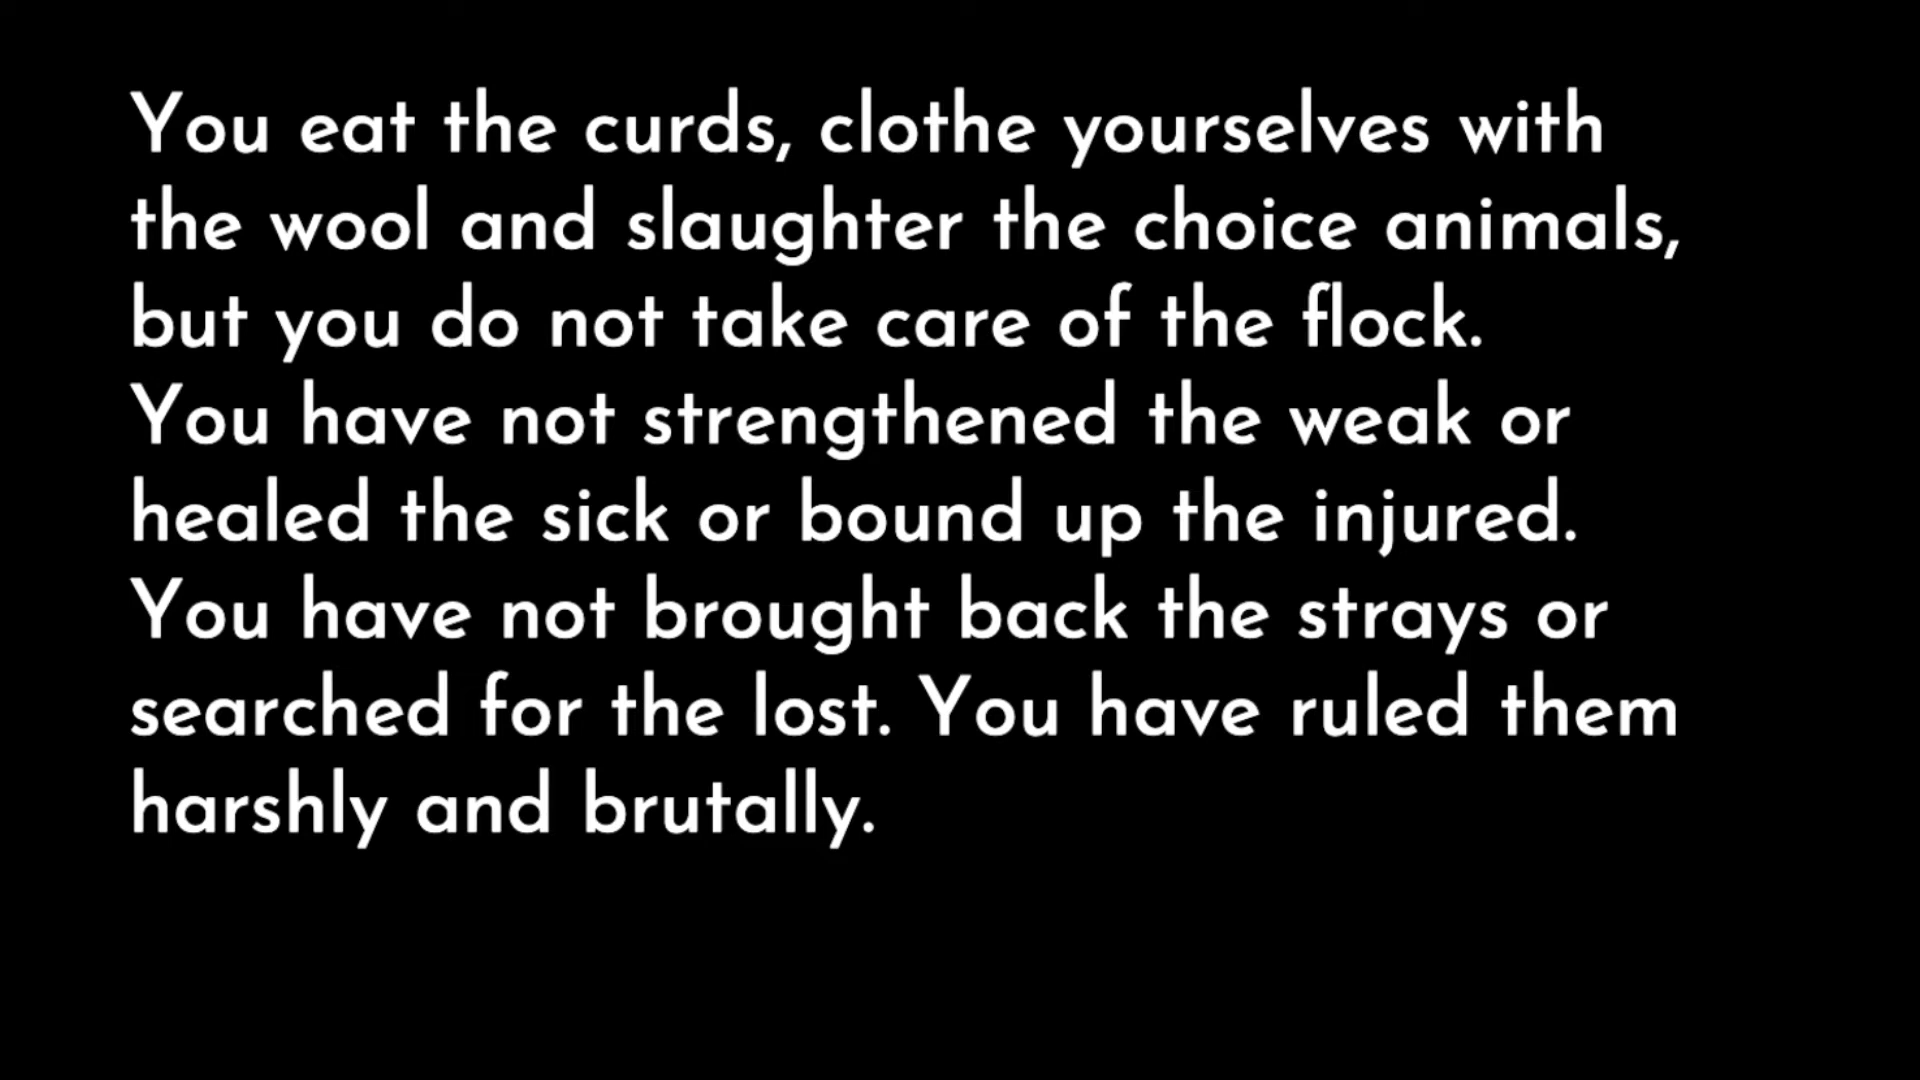 You eat the curds, clothe yourselves with
the wool and slaughter the choice animals,
but you do not take care of the flock.
You have not strengthened the weak or
healed the sick or bound up the injured.
You have not brought back the strays or
searched for the lost. You have ruled them
harshly and brutally.